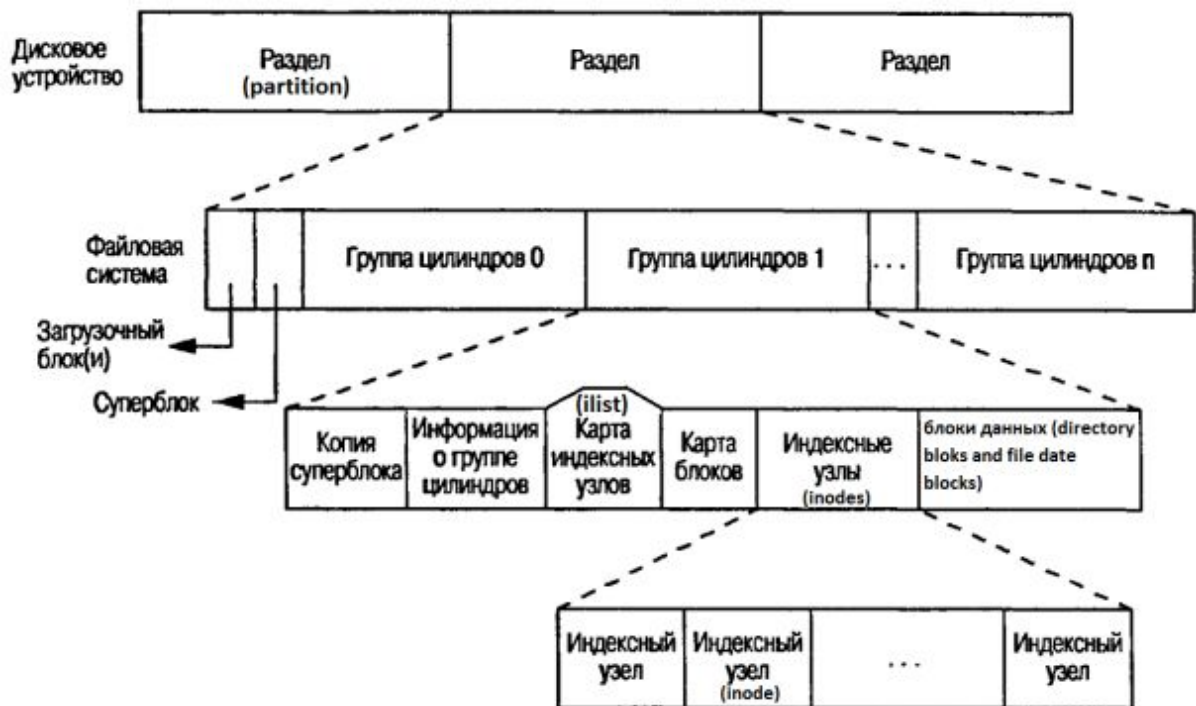 Дисковое
устройство
Раздел
(partition)
Раздел
Раздел
Файловая
система
Группа цилиндров 0
Группа цилиндров 1
...
Группа цилиндров n
Загрузочный
блок(и)
Суперблок
Копия
суперблока
Информация
о группе
цилиндров
(ilist)
Карта
индексных
узлов
Карта
блоков
Индексные
узлы
(inodes)
блоки данных (directory
bloks and file date
blocks)
Индексный
узел
Индексный
узел
(inode)
...
Индексный
узел